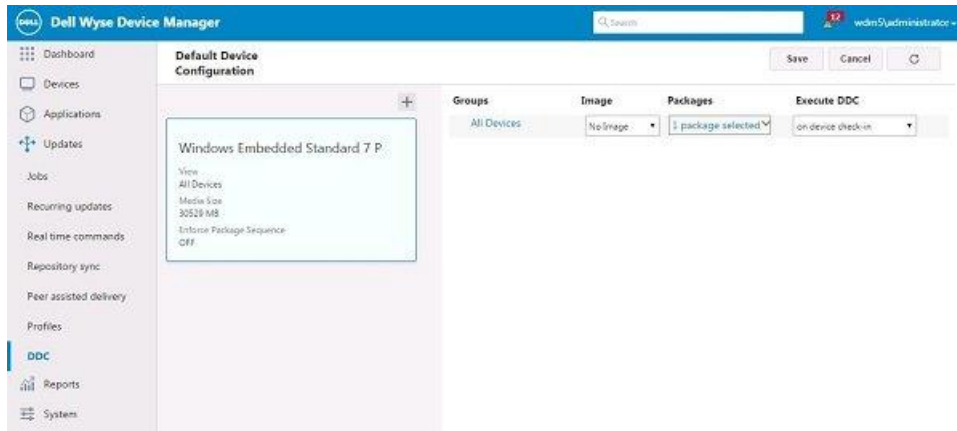 DELL
Dell Wyse Device Manager
Search
12
wdm5\administrator
Dashboard
Devices
Applications
Updates
Jobs
Recurring updates
Real time commands
Repository sync
Peer assisted delivery
Profiles
DDC
Reports
System
Default Device
Configuration
Save
Cancel
+
Windows Embedded Standard 7 P
View
All Devices
Media Size
30529 MB
Enforce Package Sequence
OFF
Groups Image Packages Execute DDC
All Devices No Image 1 package selected on device check-in